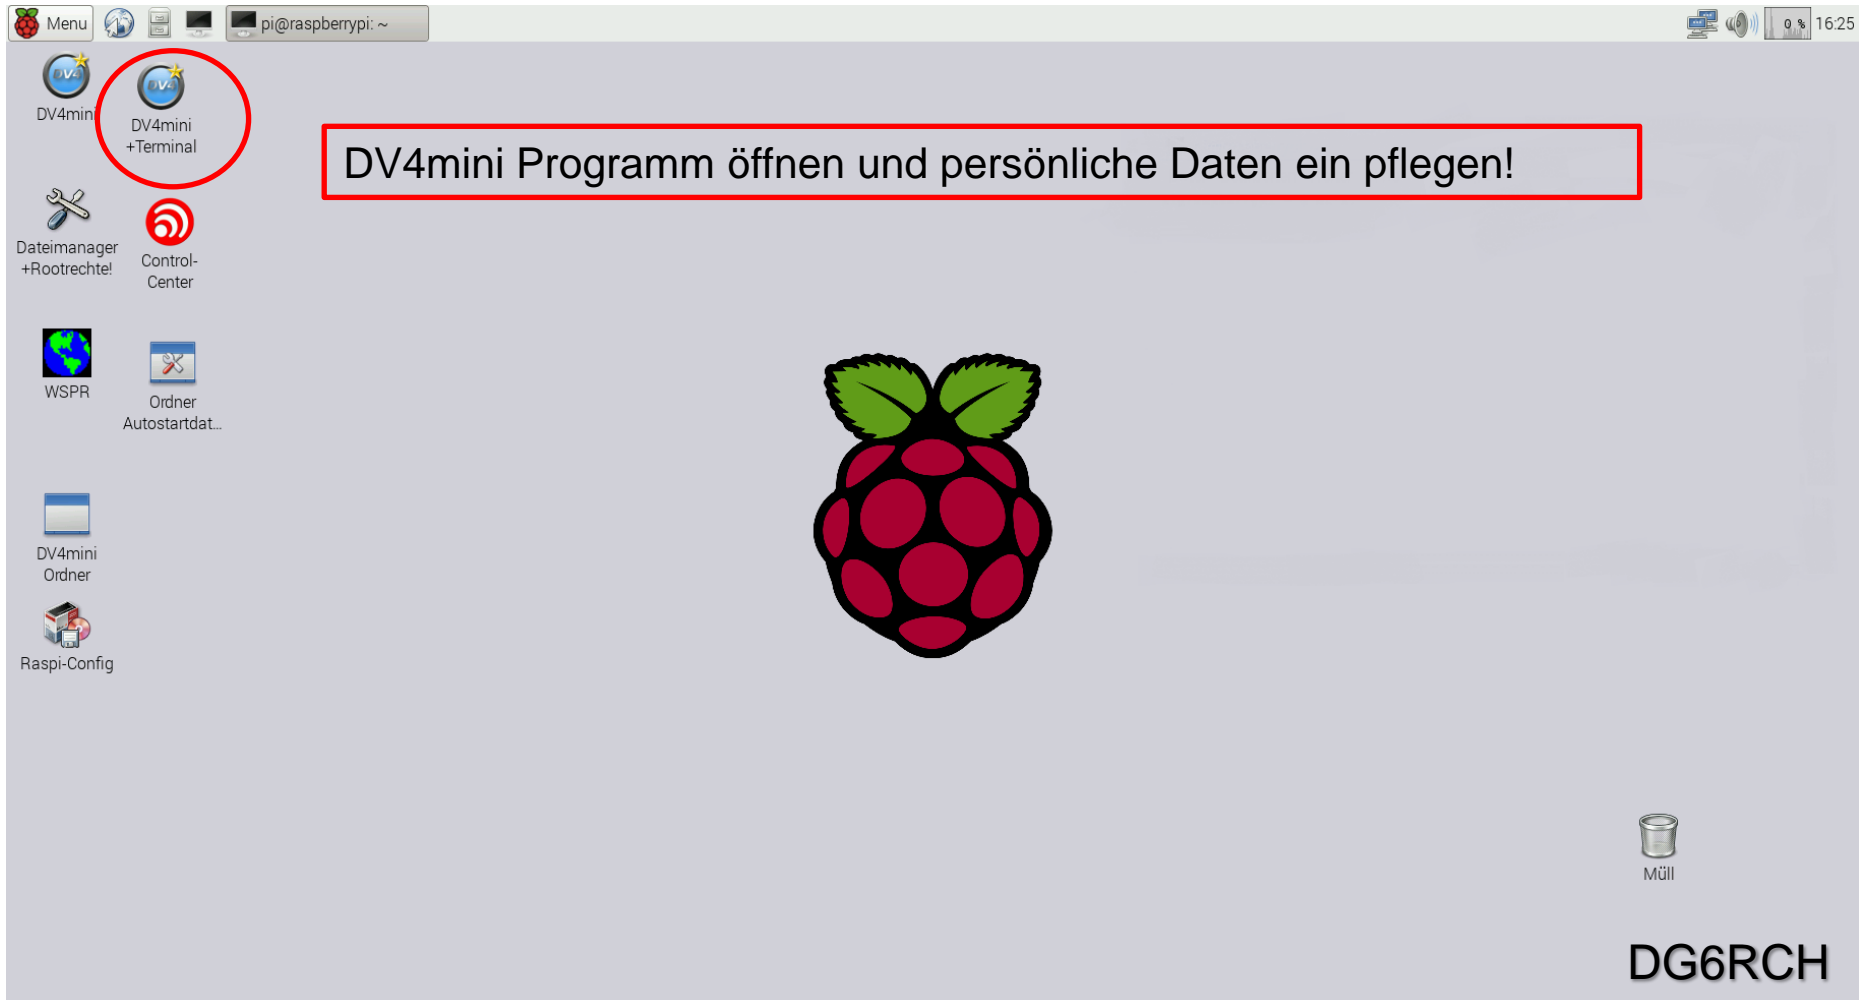 Menu
pi@raspberrypi: ~
0 %
16:25
DV4mini
DV4mini
+Terminal
DV4mini Programm öffnen und persönliche Daten ein pflegen!
Dateimanager
+Rootrechte!
Control-
Center
WSPR
Ordner
Autostartdat...
DV4mini
Ordner
Raspi-Config
Müll
DG6RCH